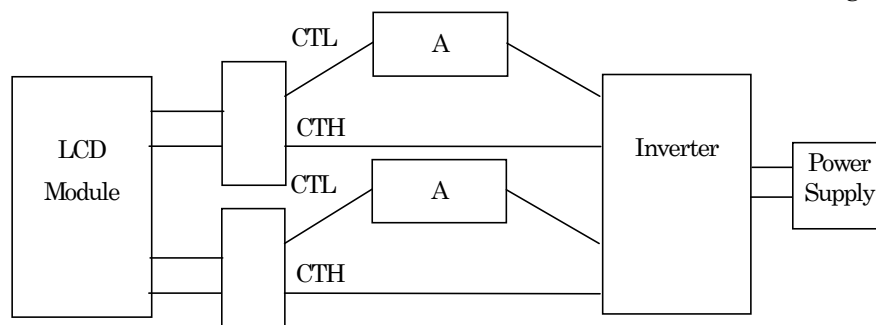 CTL
A
CTH
LCD
Module
Inverter
Power
Supply
CTL
A
CTH